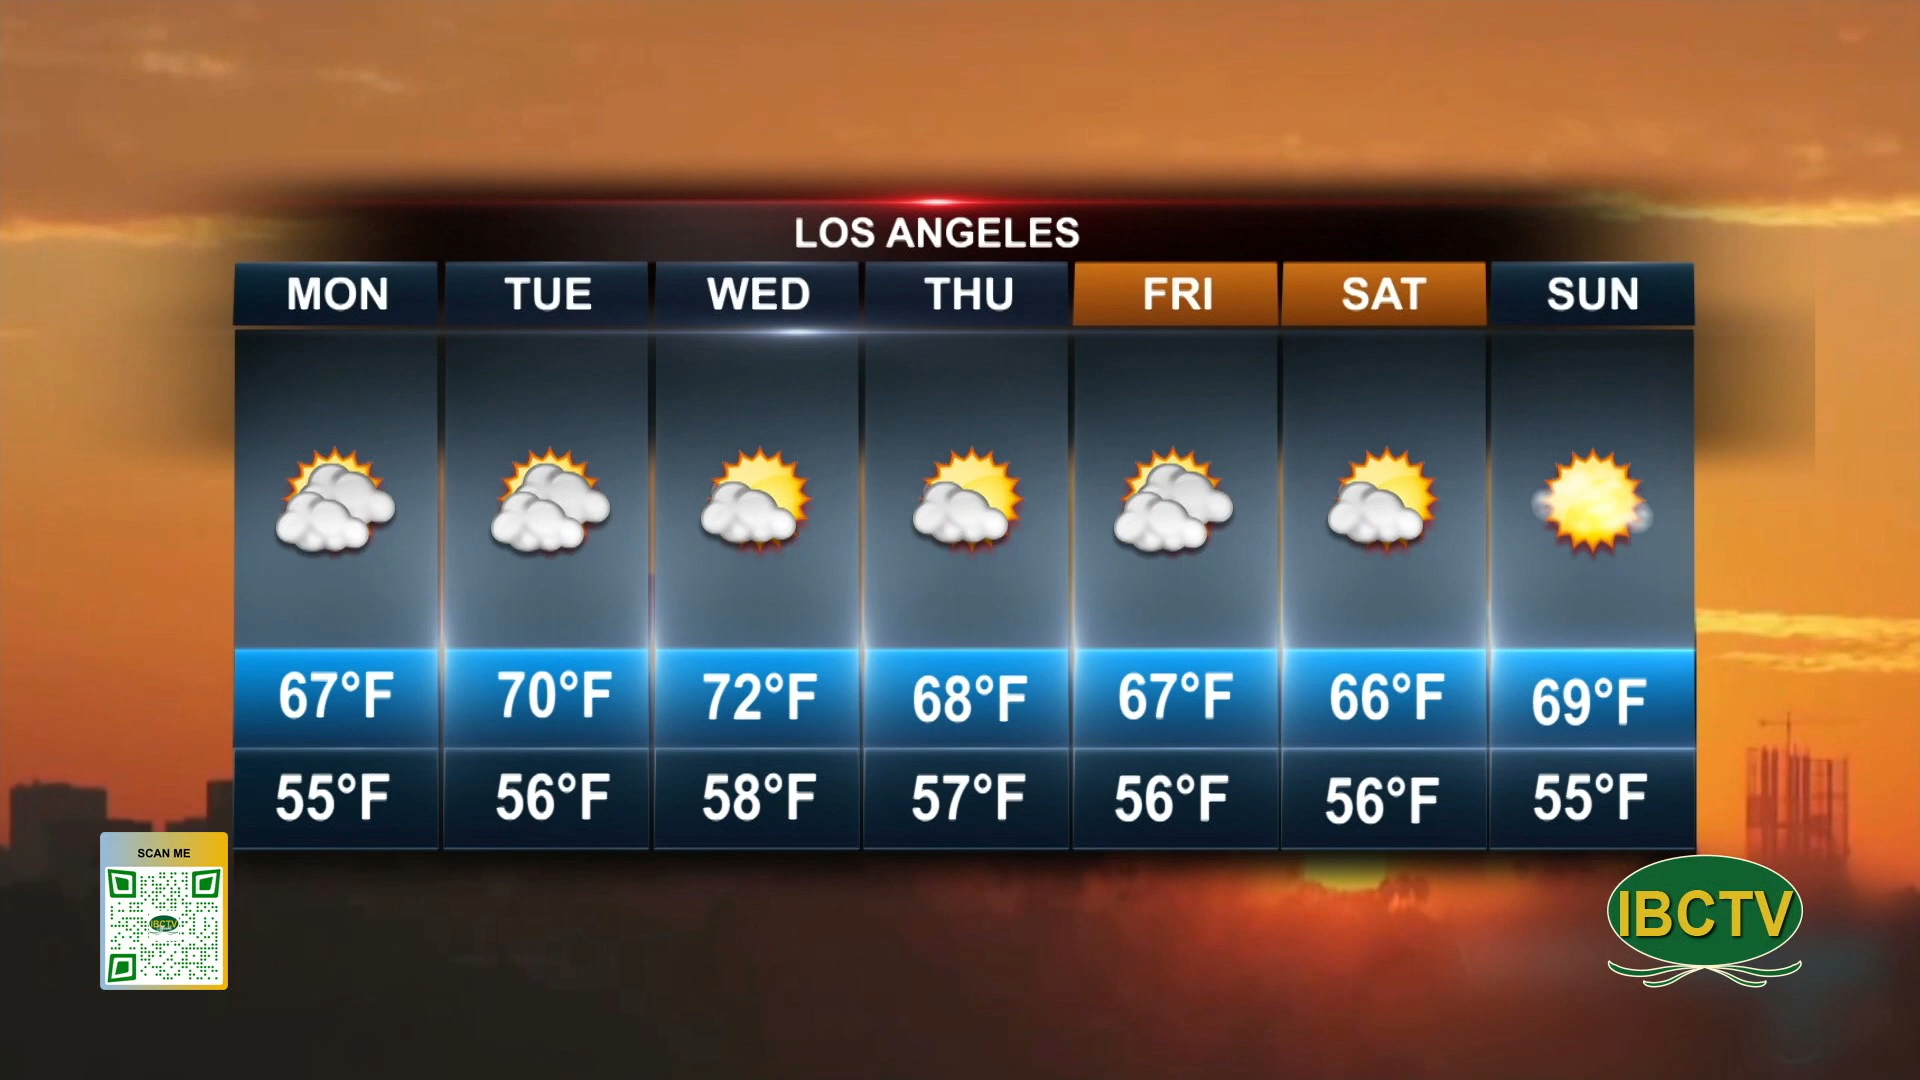 LOS ANGELES
MON TUE WED THU FRI SAT SUN
67°F 70°F 72°F 68°F 67°F 66°F 69°F
55°F 56°F 58°F 57°F 56°F 56°F 55°F
SCAN ME
IBCTV
IBCTV